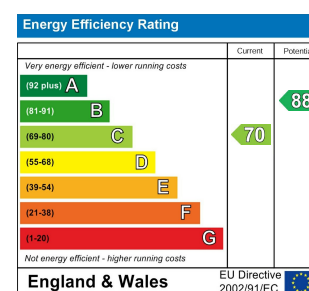 Energy Efficiency Rating
Current
Very energy efficient - lower running costs
(92 plus) A
(81-91) B
88
(69-80) C
70
(55-68) D
(39-54) E
(21-38) F
(1-20) G
Not energy efficient - higher running costs
England & Wales
EU Directive
2002/91/EC